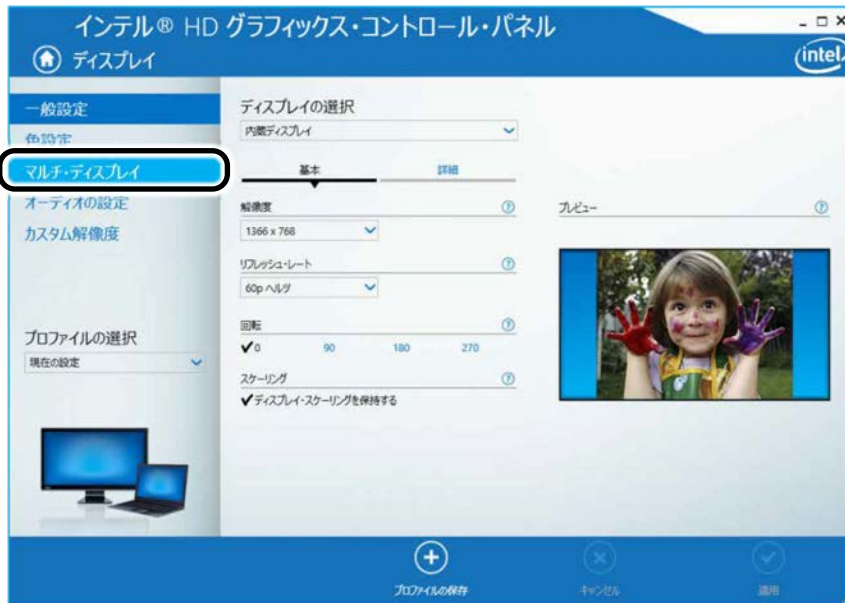 インテル® HD グラフィックス・コントロール・パネル
ディスプレイ
intel
一般設定
色設定
マルチ・ディスプレイ
オーディオの設定
カスタム解像度
プロファイルの選択
現在の設定
ディスプレイの選択
内蔵ディスプレイ
基本 詳細
解像度
1366 x 768
リフレッシュ・レート
60p ヘルツ
回転
0 90 180 270
スケーリング
ディスプレイ・スケーリングを保持する
プレビュー
プロファイルの保存 キャンセル 適用